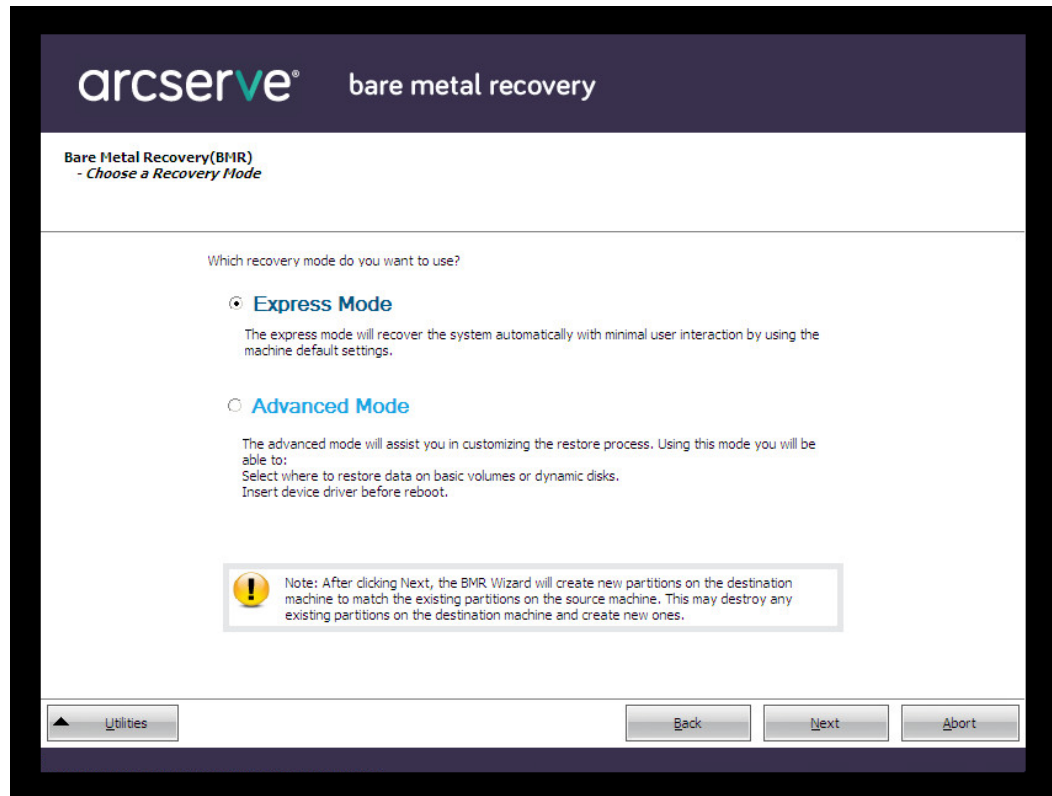 arcserve® bare metal recovery
Bare Metal Recovery(BMR)
- Choose a Recovery Mode
Which recovery mode do you want to use?
Express Mode
The express mode will recover the system automatically with minimal user interaction by using the
machine default settings.
Advanced Mode
The advanced mode will assist you in customizing the restore process. Using this mode you will be
able to:
Select where to restore data on basic volumes or dynamic disks.
Insert device driver before reboot.
Note: After clicking Next, the BMR Wizard will create new partitions on the destination
machine to match the existing partitions on the source machine. This may destroy any
existing partitions on the destination machine and create new ones.
Utilities Back Next Abort